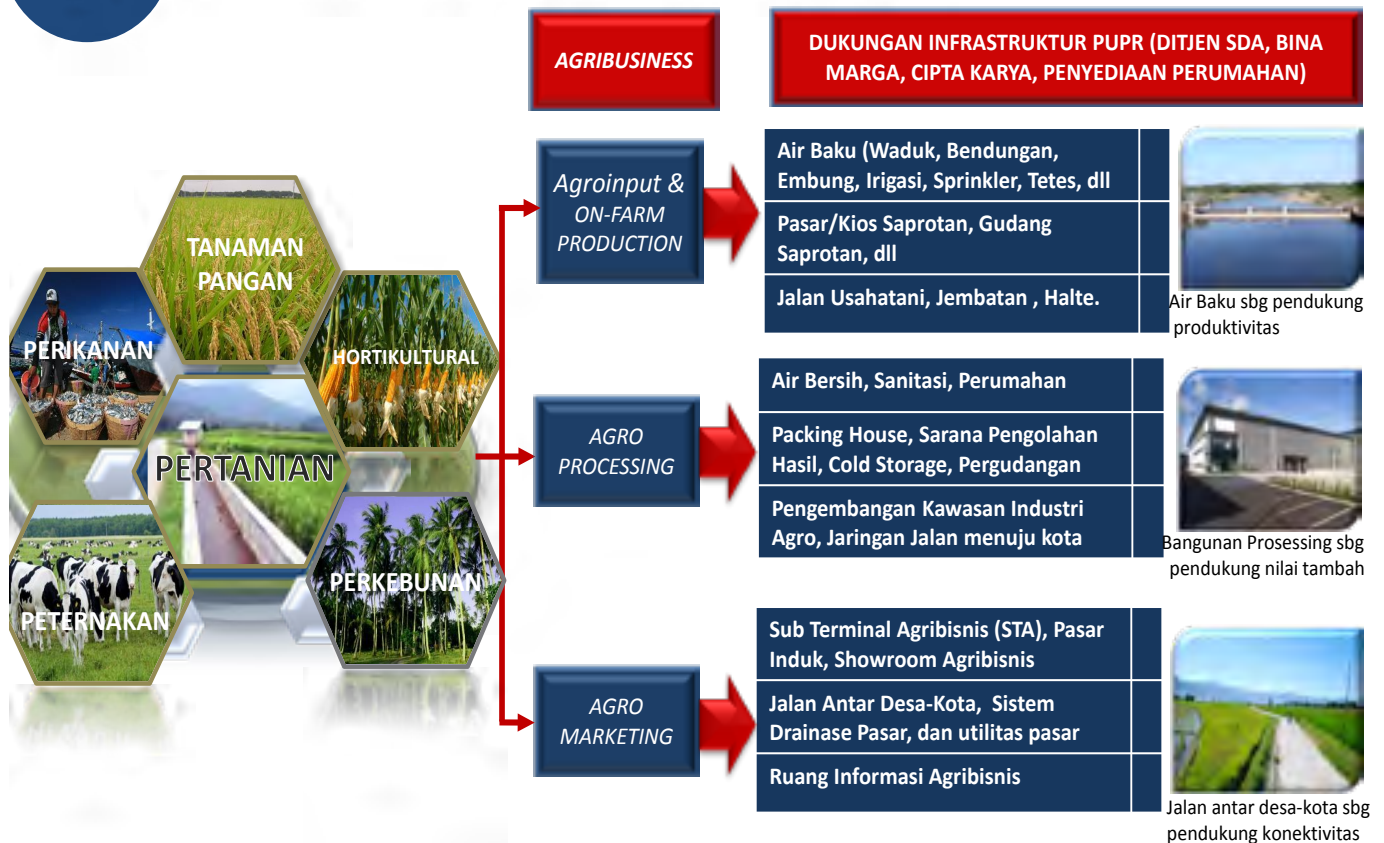 AGRIBUSINESS
DUKUNGAN INFRASTRUKTUR PUPR (DITJEN SDA, BINA
MARGA, CIPTA KARYA, PENYEDIAAN PERUMAHAN)
TANAMAN
PANGAN
PERIKANAN
HORTIKULTURAL
PERTANIAN
PETERNAKAN
PERKEBUNAN
Agroinput &
ON-FARM
PRODUCTION
Air Baku (Waduk, Bendungan,
Embung, Irigasi, Sprinkler, Tetes, dll
Pasar/Kios Saprotan, Gudang
Saprotan, dll
Jalan Usahatani, Jembatan , Halte.
Air Baku sbg pendukung
produktivitas
AGRO
PROCESSING
Air Bersih, Sanitasi, Perumahan
Packing House, Sarana Pengolahan
Hasil, Cold Storage, Pergudangan
Pengembangan Kawasan Industri
Agro, Jaringan Jalan menuju kota
Bangunan Prosessing sbg
pendukung nilai tambah
AGRO
MARKETING
Sub Terminal Agribisnis (STA), Pasar
Induk, Showroom Agribisnis
Jalan Antar Desa-Kota, Sistem
Drainase Pasar, dan utilitas pasar
Ruang Informasi Agribisnis
Jalan antar desa-kota sbg
pendukung konektivitas